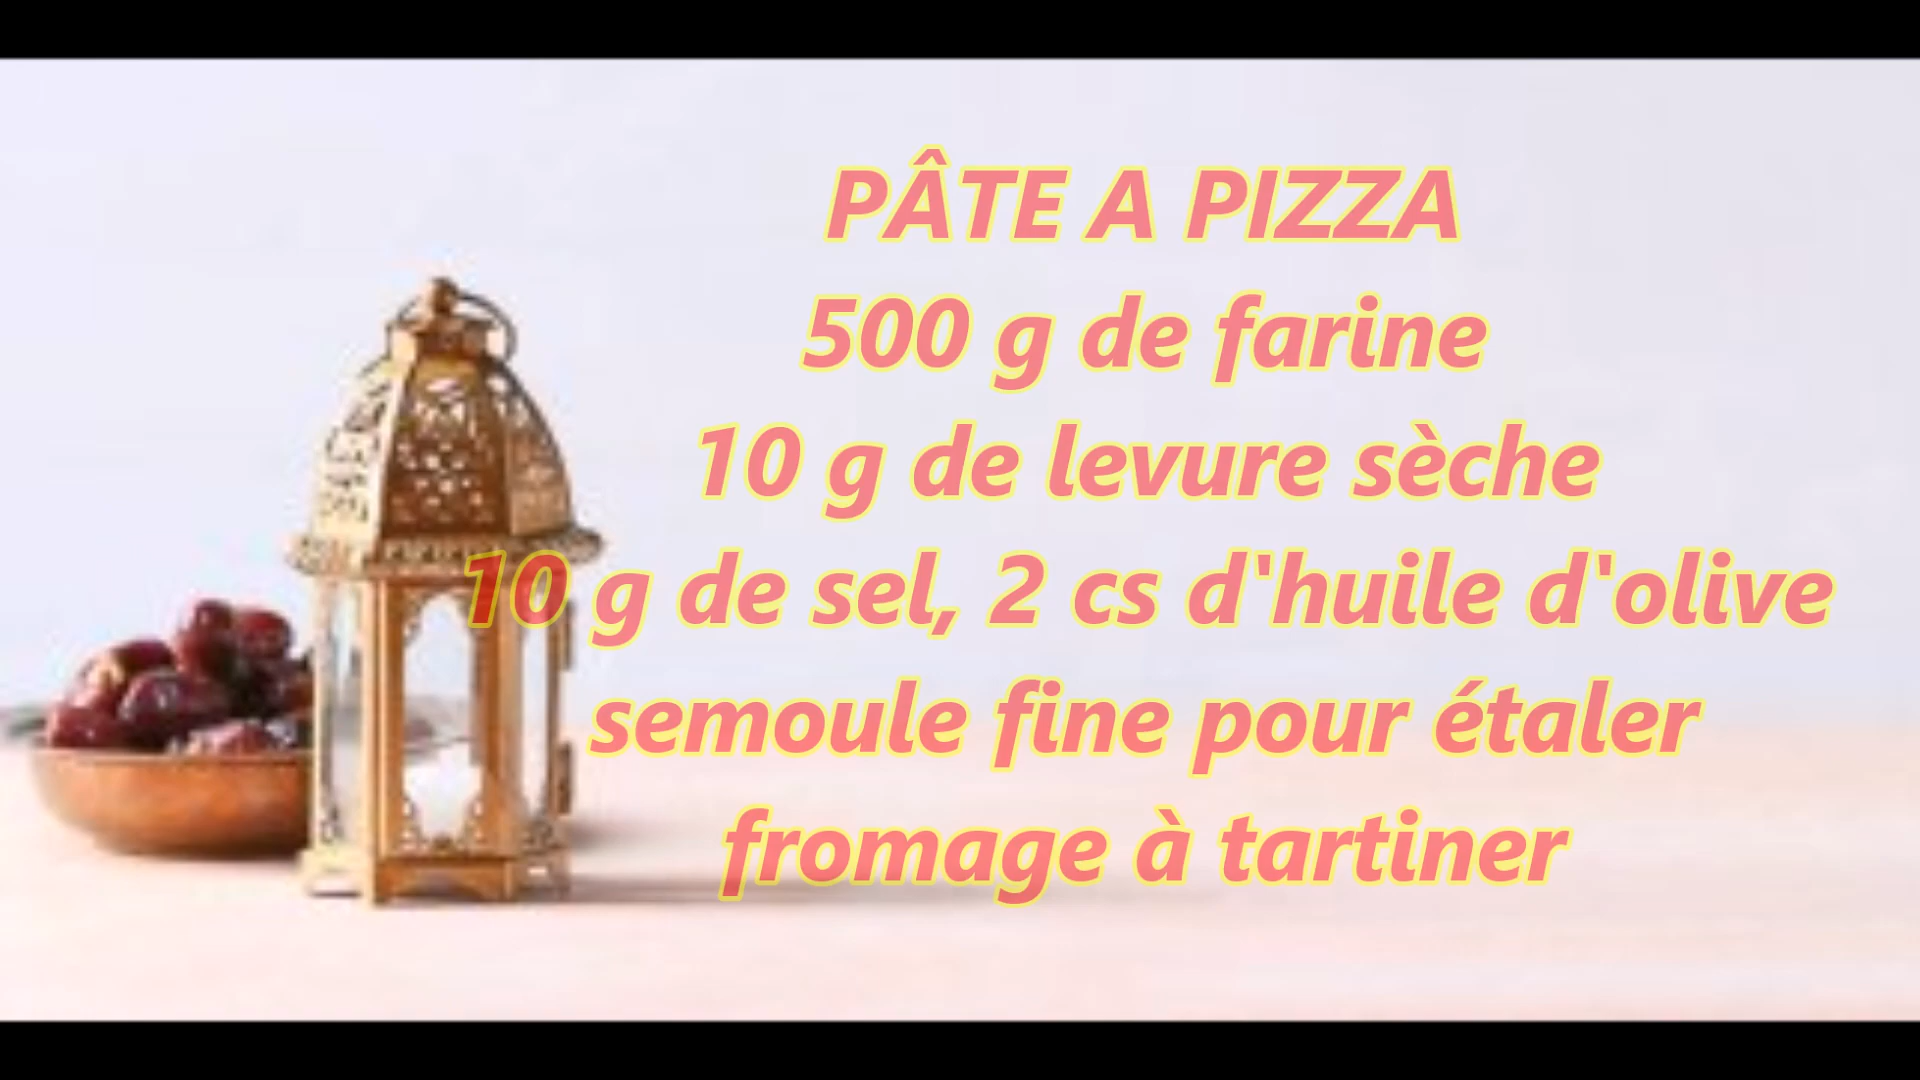 PÂTE A PIZZA
500 g de farine
10 g de levure sèche
10 g de sel, 2 cs d'huile d'olive
semoule fine pour étaler
fromage à tartiner